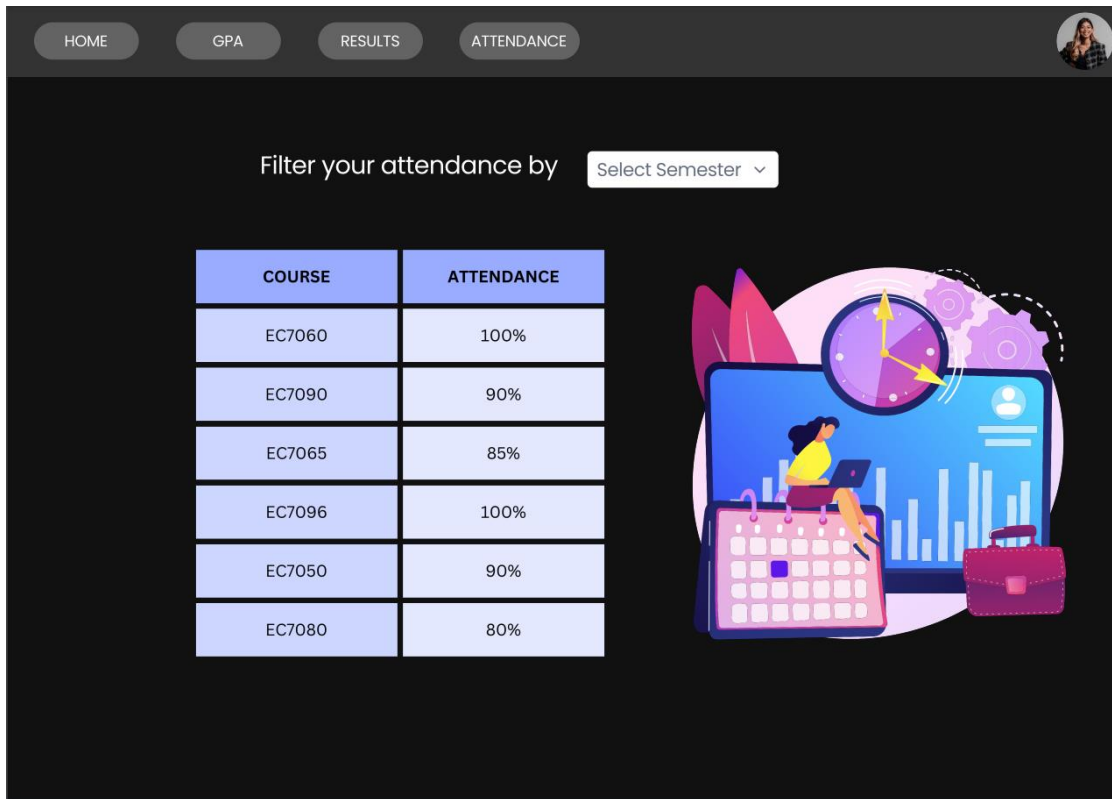 HOME GPA RESULTS ATTENDANCE
Filter your attendance by Select Semester
COURSE ATTENDANCE
EC7060 100%
EC7090 90%
EC7065 85%
EC7096 100%
EC7050 90%
EC7080 80%